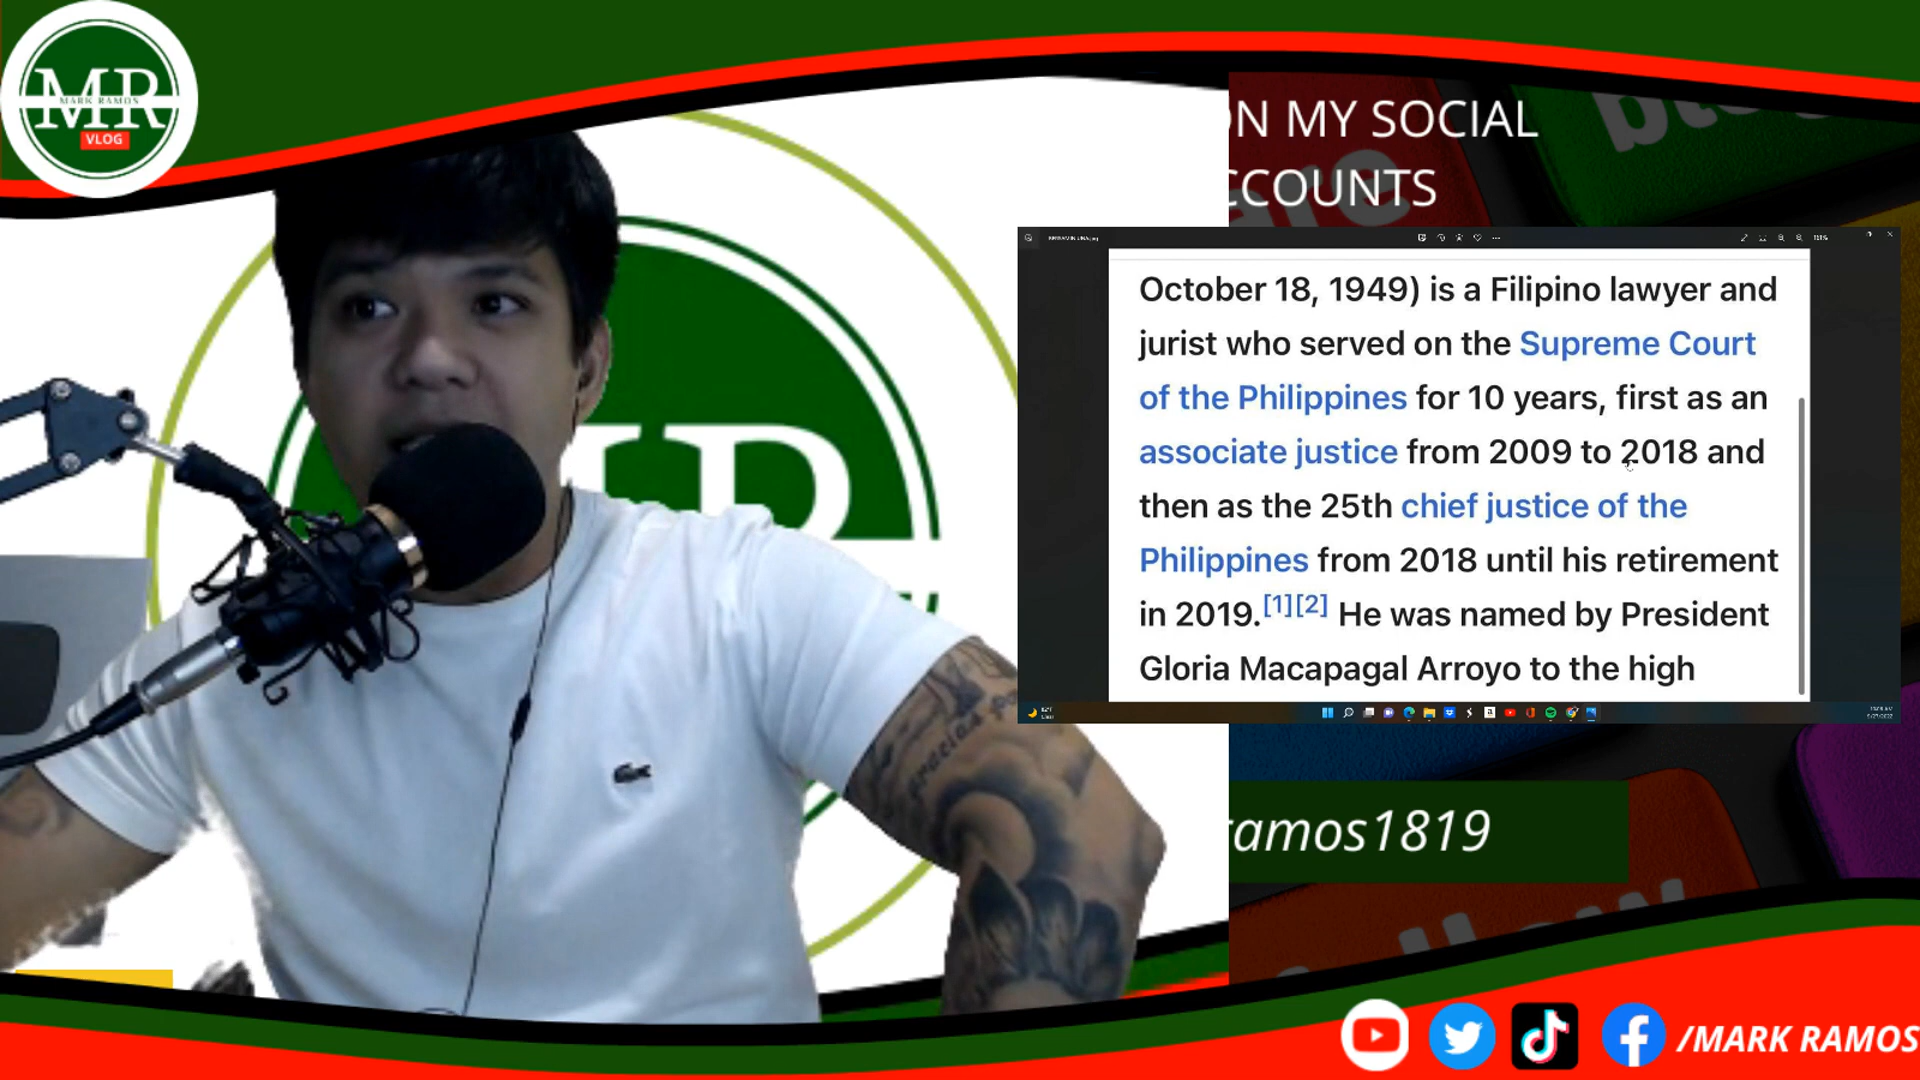 MR
MARK RAMOS
VLOG
ON MY SOCIAL
ACCOUNTS
October 18, 1949) is a Filipino lawyer and
jurist who served on the Supreme Court
of the Philippines for 10 years, first as an
associate justice from 2009 to 2018 and
then as the 25th chief justice of the
Philippines from 2018 until his retirement
in 2019.[1][2] He was named by President
Gloria Macapagal Arroyo to the high
ramos1819
/MARK RAMOS